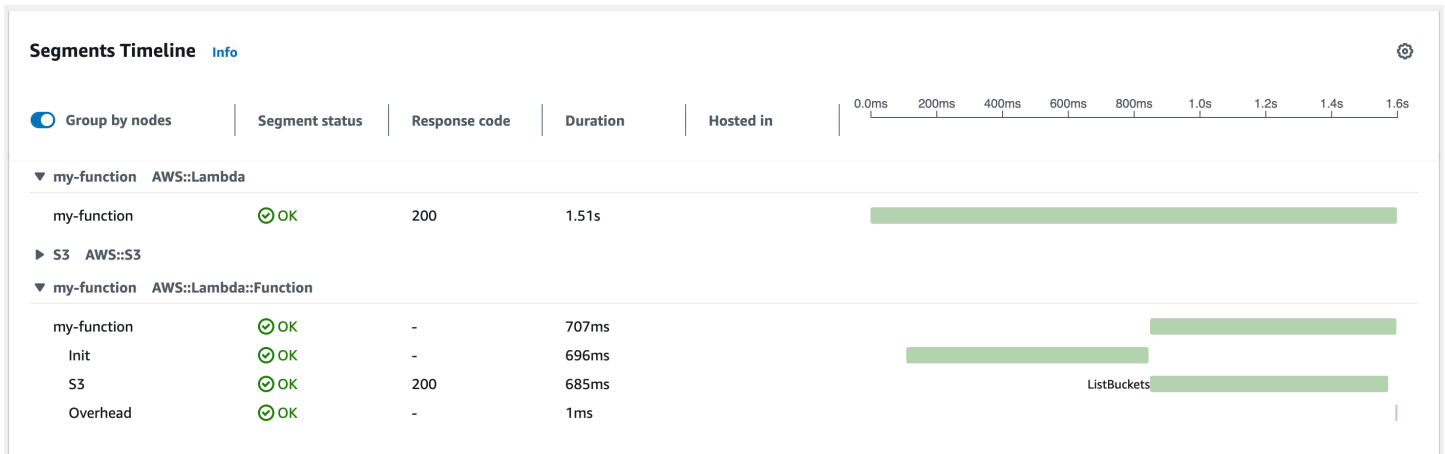 Segments Timeline Info
0.0ms 200ms 400ms 600ms 800ms 1.0s 1.2s 1.4s 1.6s
Group by nodes Segment status Response code Duration Hosted in
my-function AWS::Lambda
my-function OK 200 1.51s
S3 AWS::S3
my-function AWS::Lambda::Function
my-function OK - 707ms
Init OK - 696ms
S3 OK 200 685ms ListBuckets
Overhead OK - 1ms